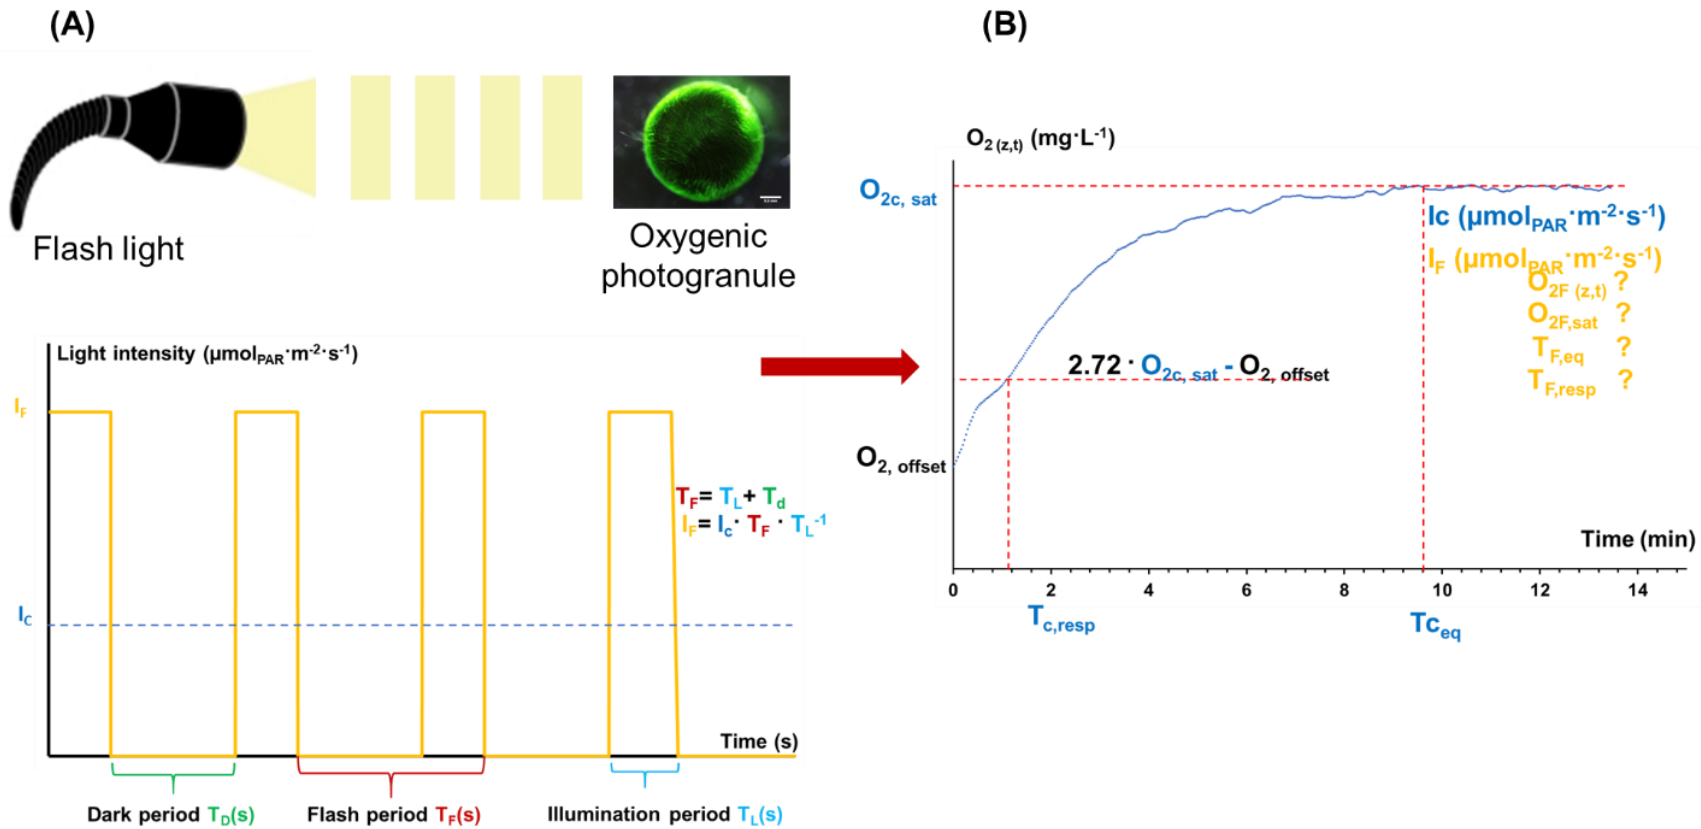 (A)
Flash light
Oxygenic
photogranule
Light intensity (µmolPAR·m-2·s-1)
IF
IC
TF= TL+ Td
IF= Ic· TF · TL-1
Time (s)
Dark period TD(s)
Flash period TF(s)
Illumination period TL(s)
(B)
O2 (z,t) (mg·L-1)
O2c, sat
Ic (µmolPAR·m-2·s-1)
IF (µmolPAR·m-2·s-1)
O2F (z,t) ?
O2F,sat ?
TF,eq ?
TF,resp ?
2.72 · O2c, sat - O2, offset
O2, offset
Time (min)
0 2 4 6 8 10 12 14
Tc,resp
Tceq